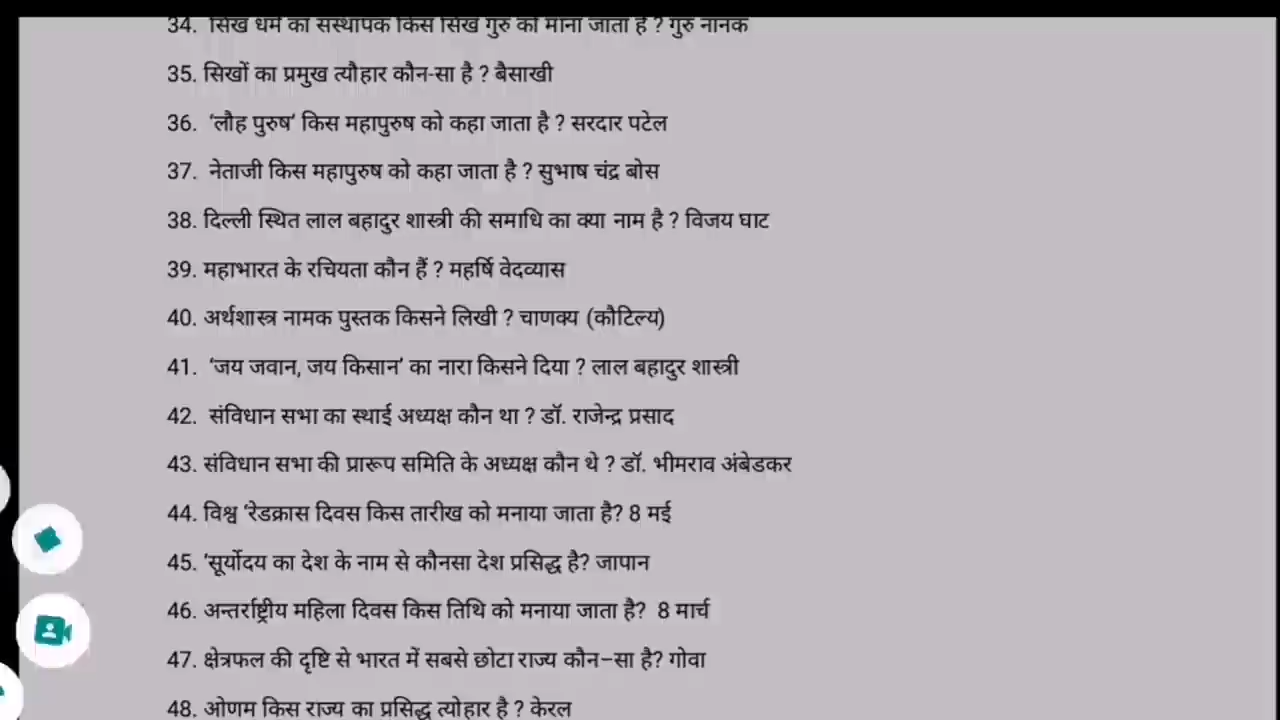 34. सिख धर्म का संस्थापक किस सिख गुरु को माना जाता है ? गुरु नानक
35. सिखों का प्रमुख त्यौहार कौन-सा है ? बैसाखी
36. ‘लौह पुरुष’ किस महापुरुष को कहा जाता है ? सरदार पटेल
37. नेताजी किस महापुरुष को कहा जाता है ? सुभाष चंद्र बोस
38. दिल्ली स्थित लाल बहादुर शास्त्री की समाधि का क्या नाम है ? विजय घाट
39. महाभारत के रचियता कौन हैं ? महर्षि वेदव्यास
40. अर्थशास्त्र नामक पुस्तक किसने लिखी ? चाणक्य (कौटिल्य)
41. ‘जय जवान, जय किसान’ का नारा किसने दिया ? लाल बहादुर शास्त्री
42. संविधान सभा का स्थाई अध्यक्ष कौन था ? डॉ. राजेन्द्र प्रसाद
43. संविधान सभा की प्रारूप समिति के अध्यक्ष कौन थे ? डॉ. भीमराव अंबेडकर
44. विश्व ‘रेडक्रास दिवस किस तारीख को मनाया जाता है? 8 मई
45. ‘सूर्योदय का देश के नाम से कौनसा देश प्रसिद्ध है? जापान
46. अन्तर्राष्ट्रीय महिला दिवस किस तिथि को मनाया जाता है? 8 मार्च
47. क्षेत्रफल की दृष्टि से भारत में सबसे छोटा राज्य कौन–सा है? गोवा
48. ओणम किस राज्य का प्रसिद्ध त्योहार है ? केरल